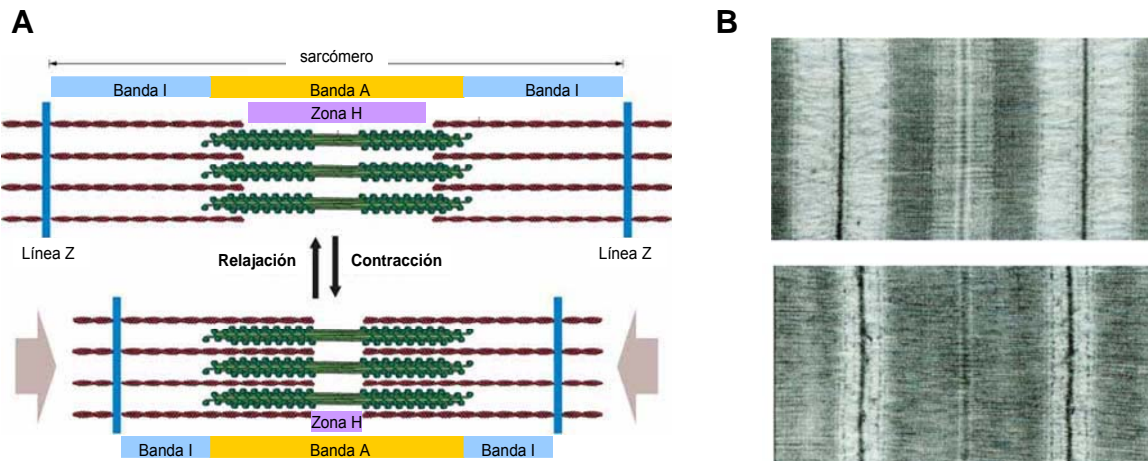 A
B
sarcómero
Banda I Banda A Banda I
Zona H
Línea Z Línea Z
Relajación Contracción
Zona H
Banda I Banda A Banda I